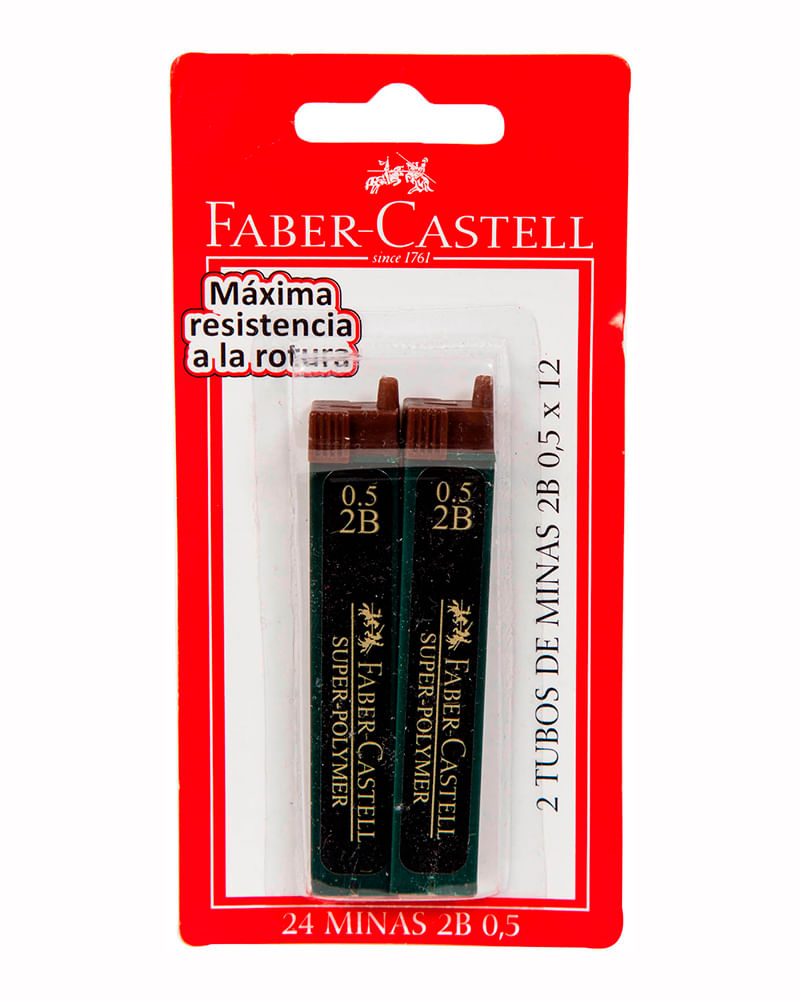 FABER-CASTELL
since 1761
Máxima
resistencia
a la rotura
2 TUBOS DE MINAS 2B 0,5 x 12
0.5
2B
FABER-CASTELL
SUPER-POLYMER
0.5
2B
FABER-CASTELL
SUPER-POLYMER
24 MINAS 2B 0,5